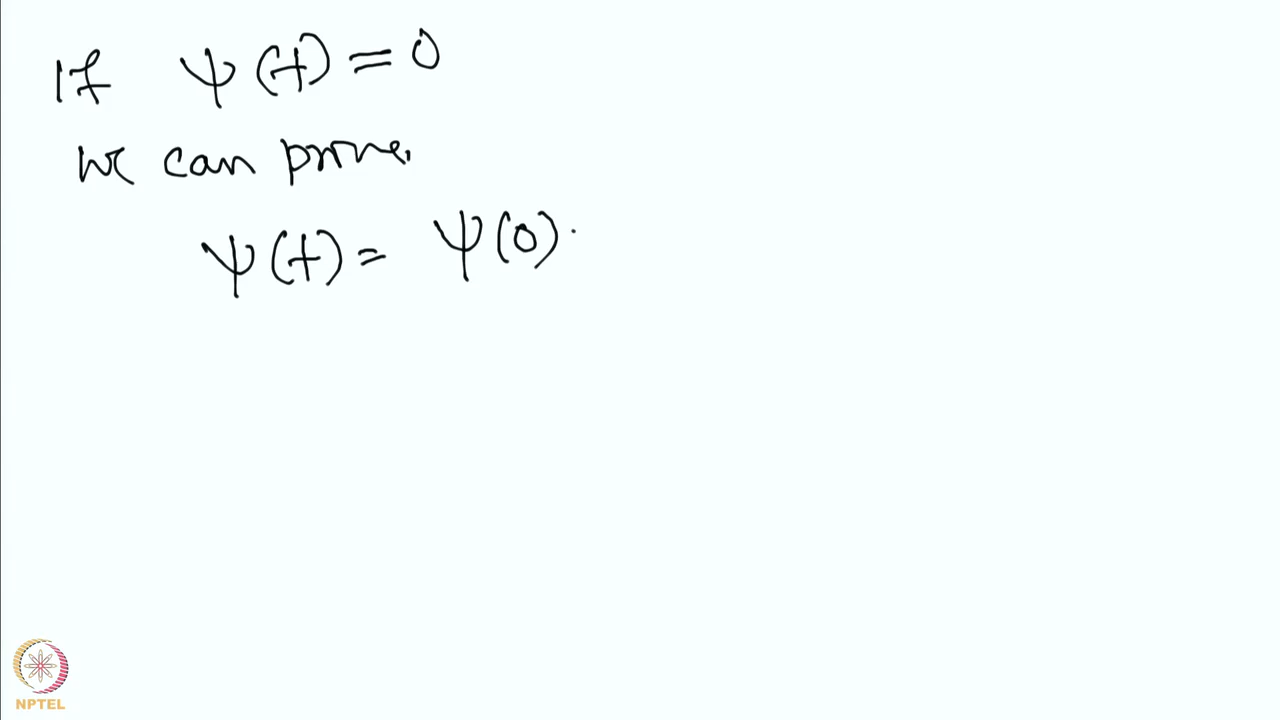 If ψ(t) = 0
we can prove.
ψ(t) = ψ(0).
NPTEL